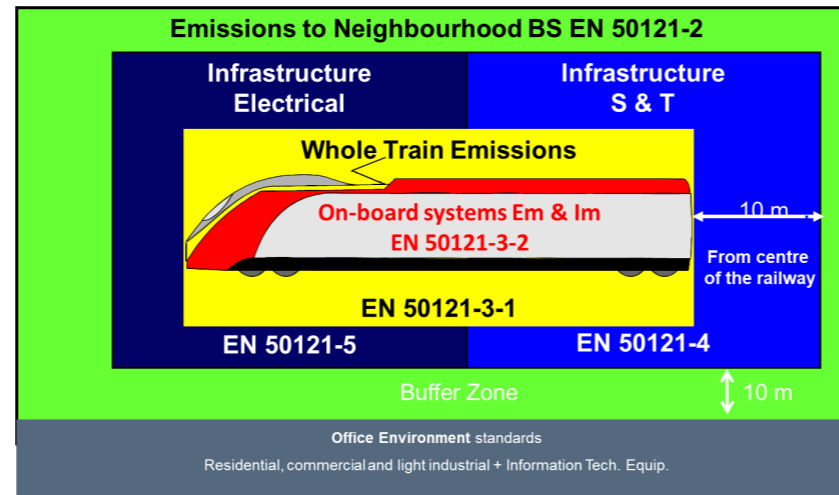 Emissions to Neighbourhood BS EN 50121-2
Infrastructure
Electrical
Infrastructure
S & T
Whole Train Emissions
On-board systems Em & Im
EN 50121-3-2
10 m
From centre
of the railway
EN 50121-3-1
EN 50121-5
EN 50121-4
Buffer Zone
10 m
Office Environment standards
Residential, commercial and light industrial + Information Tech. Equip.